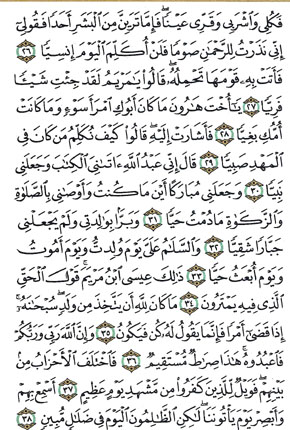 فَكُلِى وَٱشْرَبِى وَقَرِّى عَيْنًا ۖ فَإِمَّا تَرَيِنَّ مِنَ ٱلْبَشَرِ أَحَدًا فَقُولِىٓ
إِنِّى نَذَرْتُ لِلرَّحْمَٰنِ صَوْمًا فَلَنْ أُكَلِّمَ ٱلْيَوْمَ إِنسِيًّا ٢٦
فَأَتَتْ بِهِۦ قَوْمَهَا تَحْمِلُهُۥ ۖ قَالُوا۟ يَٰمَرْيَمُ لَقَدْ جِئْتِ شَيْـًٔا
فَرِيًّا ٢٧ يَٰٓأُخْتَ هَٰرُونَ مَا كَانَ أَبُوكِ ٱمْرَأَ سَوْءٍ وَمَا كَانَتْ
أُمُّكِ بَغِيًّا ٢٨ فَأَشَارَتْ إِلَيْهِ ۖ قَالُوا۟ كَيْفَ نُكَلِّمُ مَن كَانَ فِى
ٱلْمَهْدِ صَبِيًّا ٢٩ قَالَ إِنِّى عَبْدُ ٱللَّهِ ءَاتَىٰنِىَ ٱلْكِتَٰبَ وَجَعَلَنِى
نَبِيًّا ٣٠ وَجَعَلَنِى مُبَارَكًا أَيْنَ مَا كُنتُ وَأَوْصَٰنِى بِٱلصَّلَوٰةِ
وَٱلزَّكَوٰةِ مَا دُمْتُ حَيًّا ٣١ وَبَرًّۢا بِوَٰلِدَتِى وَلَمْ يَجْعَلْنِى
جَبَّارًا شَقِيًّا ٣٢ وَٱلسَّلَٰمُ عَلَىَّ يَوْمَ وُلِدتُّ وَيَوْمَ أَمُوتُ
وَيَوْمَ أُبْعَثُ حَيًّا ٣٣ ذَٰلِكَ عِيسَى ٱبْنُ مَرْيَمَ ۚ قَوْلَ ٱلْحَقِّ
ٱلَّذِى فِيهِ يَمْتَرُونَ ٣٤ مَا كَانَ لِلَّهِ أَن يَتَّخِذَ مِن وَلَدٍ ۖ سُبْحَٰنَهُۥٓ ۚ
إِذَا قَضَىٰٓ أَمْرًا فَإِنَّمَا يَقُولُ لَهُۥ كُن فَيَكُونُ ٣٥ وَإِنَّ ٱللَّهَ رَبِّى وَرَبُّكُمْ
فَٱعْبُدُوهُ ۚ هَٰذَا صِرَٰطٌ مُّسْتَقِيمٌ ٣٦ فَٱخْتَلَفَ ٱلْأَحْزَابُ مِنۢ
بَيْنِهِمْ ۖ فَوَيْلٌ لِّلَّذِينَ كَفَرُوا۟ مِن مَّشْهَدِ يَوْمٍ عَظِيمٍ ٣٧ أَسْمِعْ بِهِمْ
وَأَبْصِرْ يَوْمَ يَأْتُونَنَا ۖ لَٰكِنِ ٱلظَّٰلِمُونَ ٱلْيَوْمَ فِى ضَلَٰلٍ مُّبِينٍ ٣٨